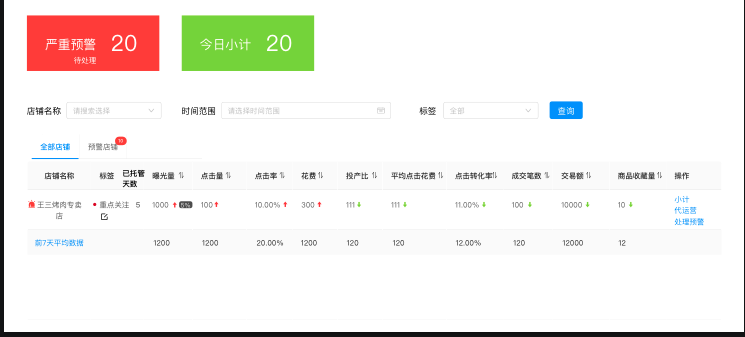 严重预警 20
待处理
今日小计 20
店铺名称 请搜索选择 时间范围 请选择时间范围 标签 全部 查询
全部店铺 预警店铺 10
店铺名称 标签 已托管天数 曝光量 点击量 点击率 花费 投产比 平均点击花费 点击转化率 成交笔数 交易额 商品收藏量 操作
王三烤肉专卖店 重点关注 5 1000 5% 100 10.00% 300 111 111 11.00% 100 10000 10 小计
代运营
处理预警
前7天平均数据 1200 1200 20.00% 1200 120 120 12.00% 120 12000 12